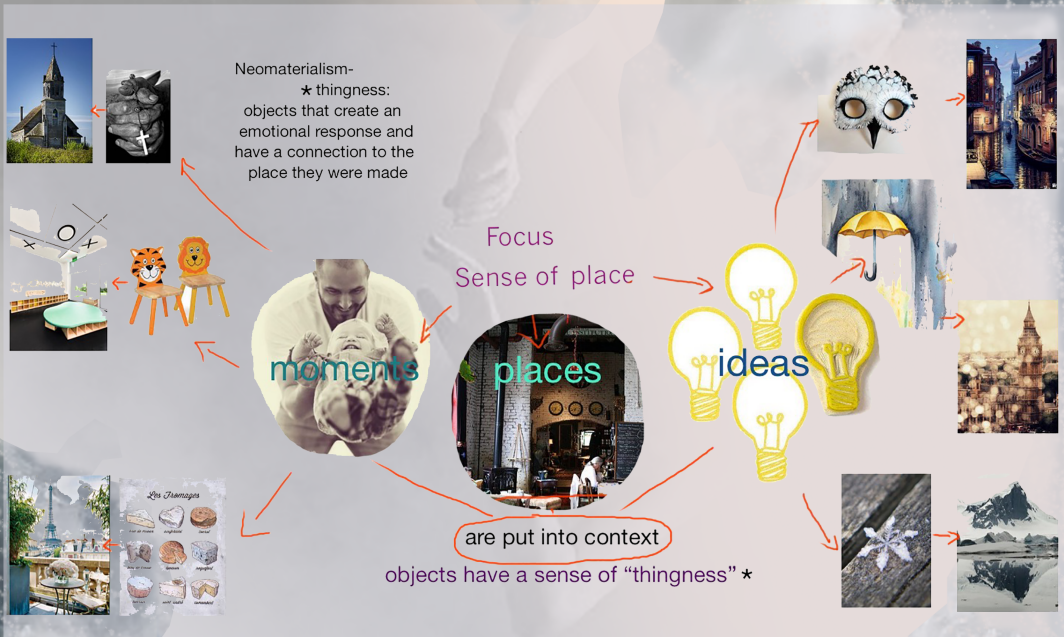 Neomaterialism-
* thingness:
objects that create an
emotional response and
have a connection to the
place they were made
Focus
Sense of place
moments
places
ideas
Les Fromages
are put into context
objects have a sense of “thingness” *